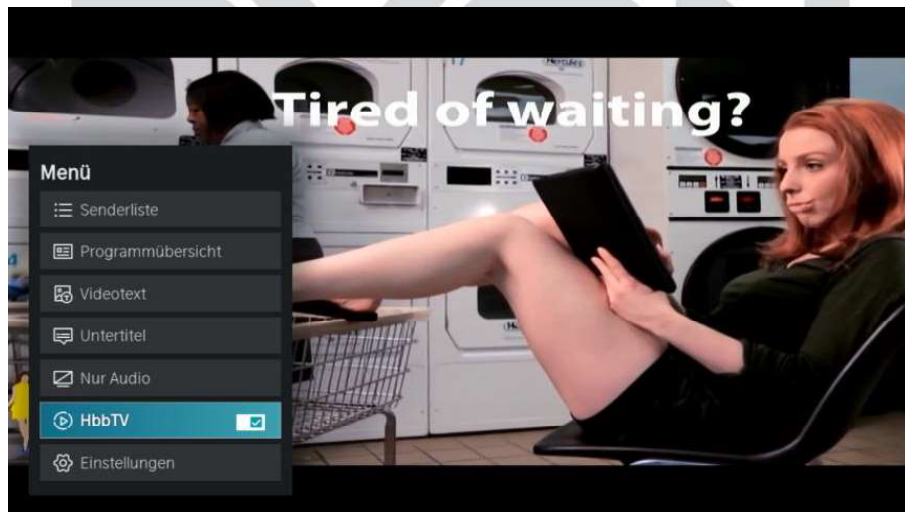 Tired of waiting?
Menü
Senderliste
Programmübersicht
Videotext
Untertitel
Nur Audio
HbbTV
Einstellungen